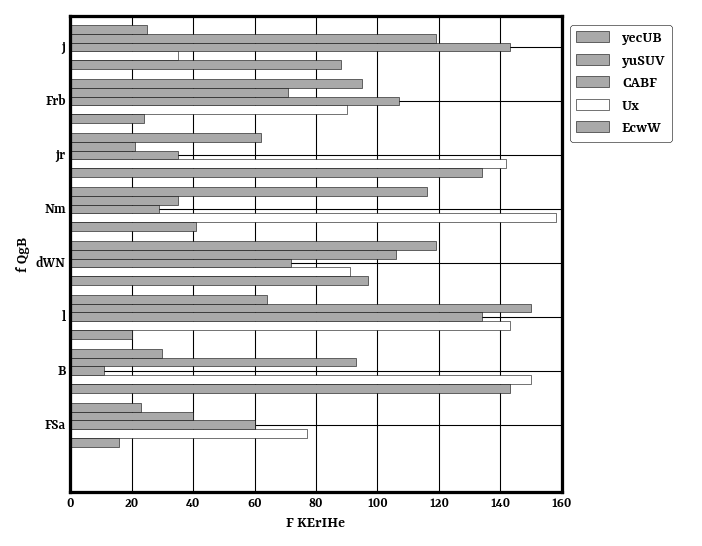 yecUB
yuSUV
CABF
Ux
EcwW
j
Frb
jr
Nm
dWN
l
B
FSa
f QgB
0 20 40 60 80 100 120 140 160
F KErIHe